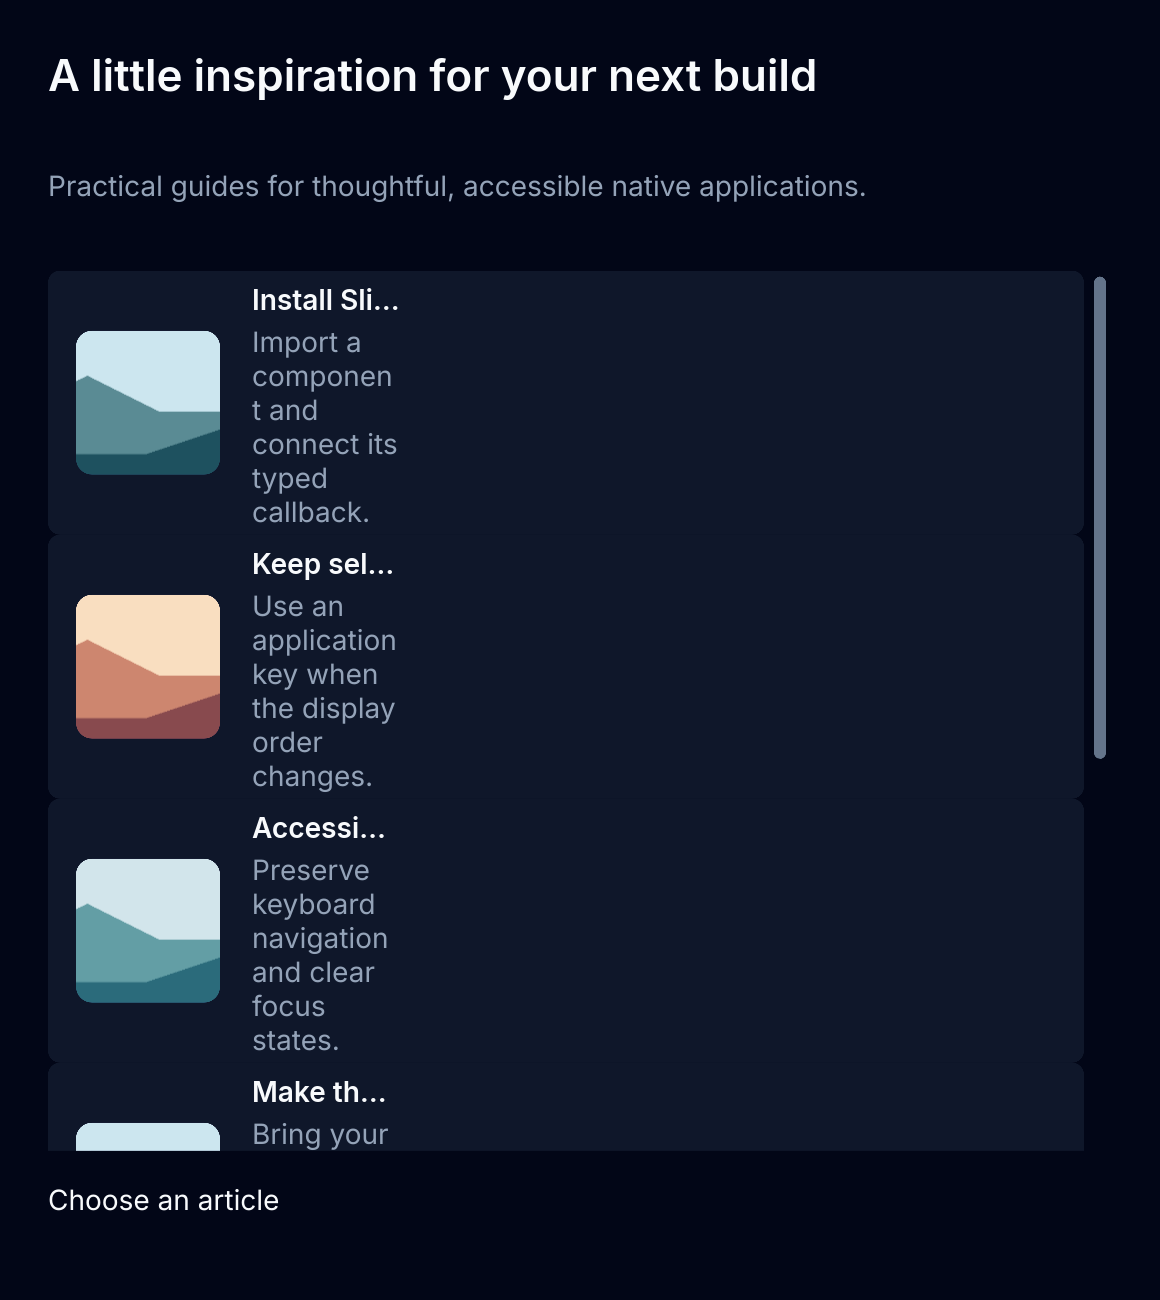 A little inspiration for your next build
Practical guides for thoughtful, accessible native applications.
Install Sli...
Import a
componen
t and
connect its
typed
callback.
Keep sel...
Use an
application
key when
the display
order
changes.
Accessi...
Preserve
keyboard
navigation
and clear
focus
states.
Make th...
Bring your
Choose an article